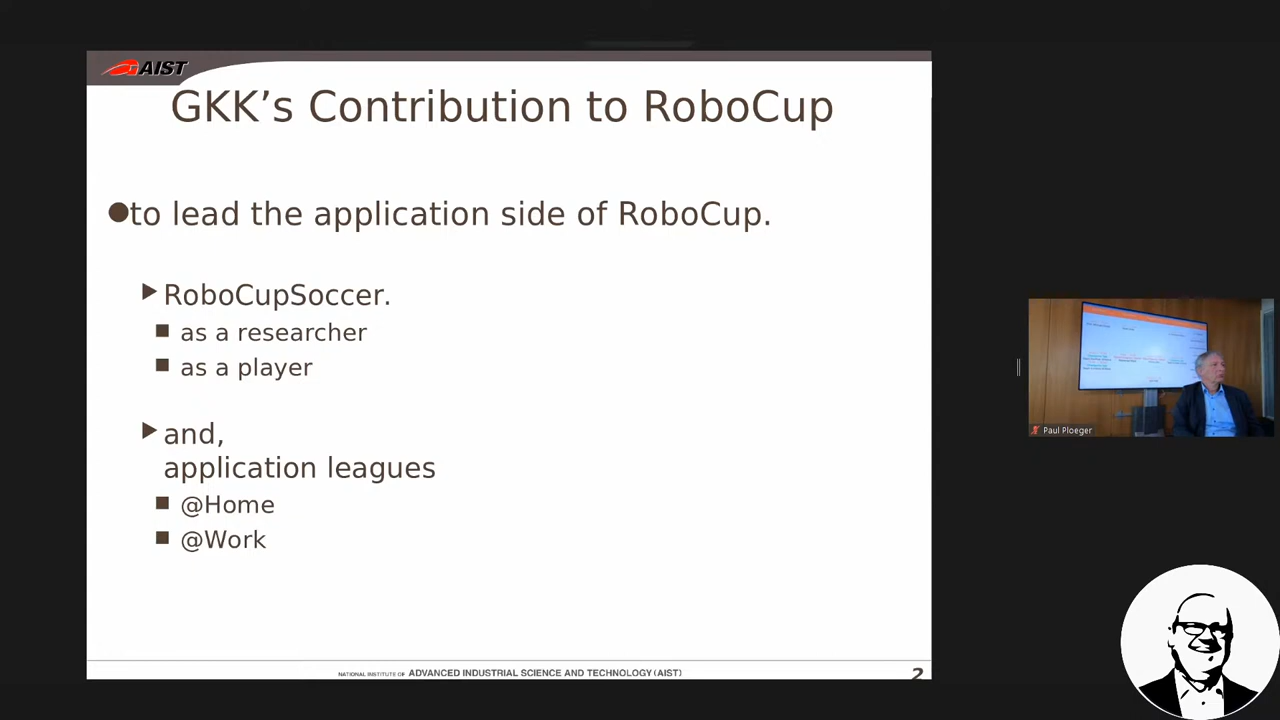 AIST
GKK’s Contribution to RoboCup
●to lead the application side of RoboCup.
▶RoboCupSoccer.
■ as a researcher
■ as a player
▶and,
application leagues
■ @Home
■ @Work
NATIONAL INSTITUTE OF ADVANCED INDUSTRIAL SCIENCE AND TECHNOLOGY (AIST)
2
Paul Ploeger